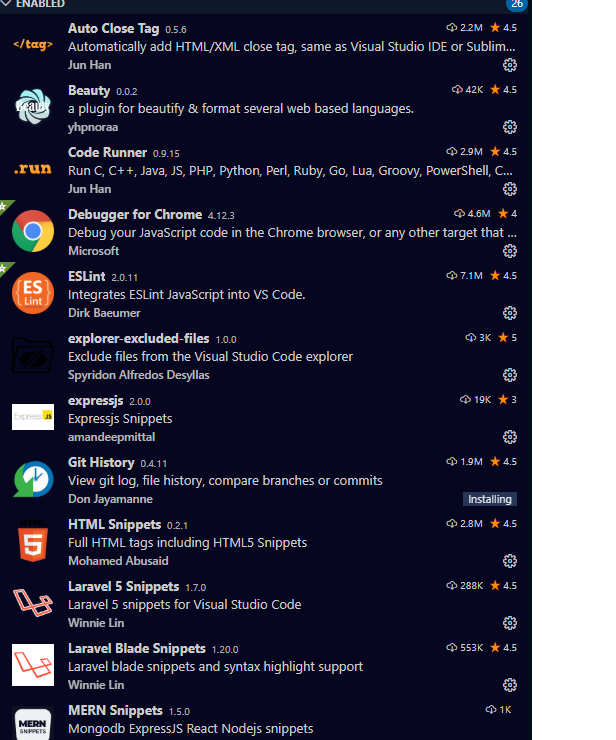 ENABLED 26
</tag> Auto Close Tag 0.5.6 2.2M 4.5
Automatically add HTML/XML close tag, same as Visual Studio IDE or Sublim...
Jun Han
Beauty Beauty 0.0.2 42K 4.5
a plugin for beautify & format several web based languages.
yhpnoraa
.run Code Runner 0.9.15 2.9M 4.5
Run C, C++, Java, JS, PHP, Python, Perl, Ruby, Go, Lua, Groovy, PowerShell, C...
Jun Han
Debugger for Chrome 4.12.3 4.6M 4
Debug your JavaScript code in the Chrome browser, or any other target that ...
Microsoft
ES Lint ESLint 2.0.11 7.1M 4.5
Integrates ESLint JavaScript into VS Code.
Dirk Baeumer
explorer-excluded-files 1.0.0 3K 5
Exclude files from the Visual Studio Code explorer
Spyridon Alfredos Desyllas
Express JS expressjs 2.0.0 19K 3
Expressjs Snippets
amandeepmittal
Git History 0.4.11 1.9M 4.5
View git log, file history, compare branches or commits
Don Jayamanne Installing
HTML 5 HTML Snippets 0.2.1 2.8M 4.5
Full HTML tags including HTML5 Snippets
Mohamed Abusaid
Laravel 5 Snippets 1.7.0 288K 4.5
Laravel 5 snippets for Visual Studio Code
Winnie Lin
Laravel Blade Snippets 1.20.0 553K 4.5
Laravel blade snippets and syntax highlight support
Winnie Lin
MERN SNIPPETS MERN Snippets 1.5.0 1K
Mongodb ExpressJS React Nodejs snippets